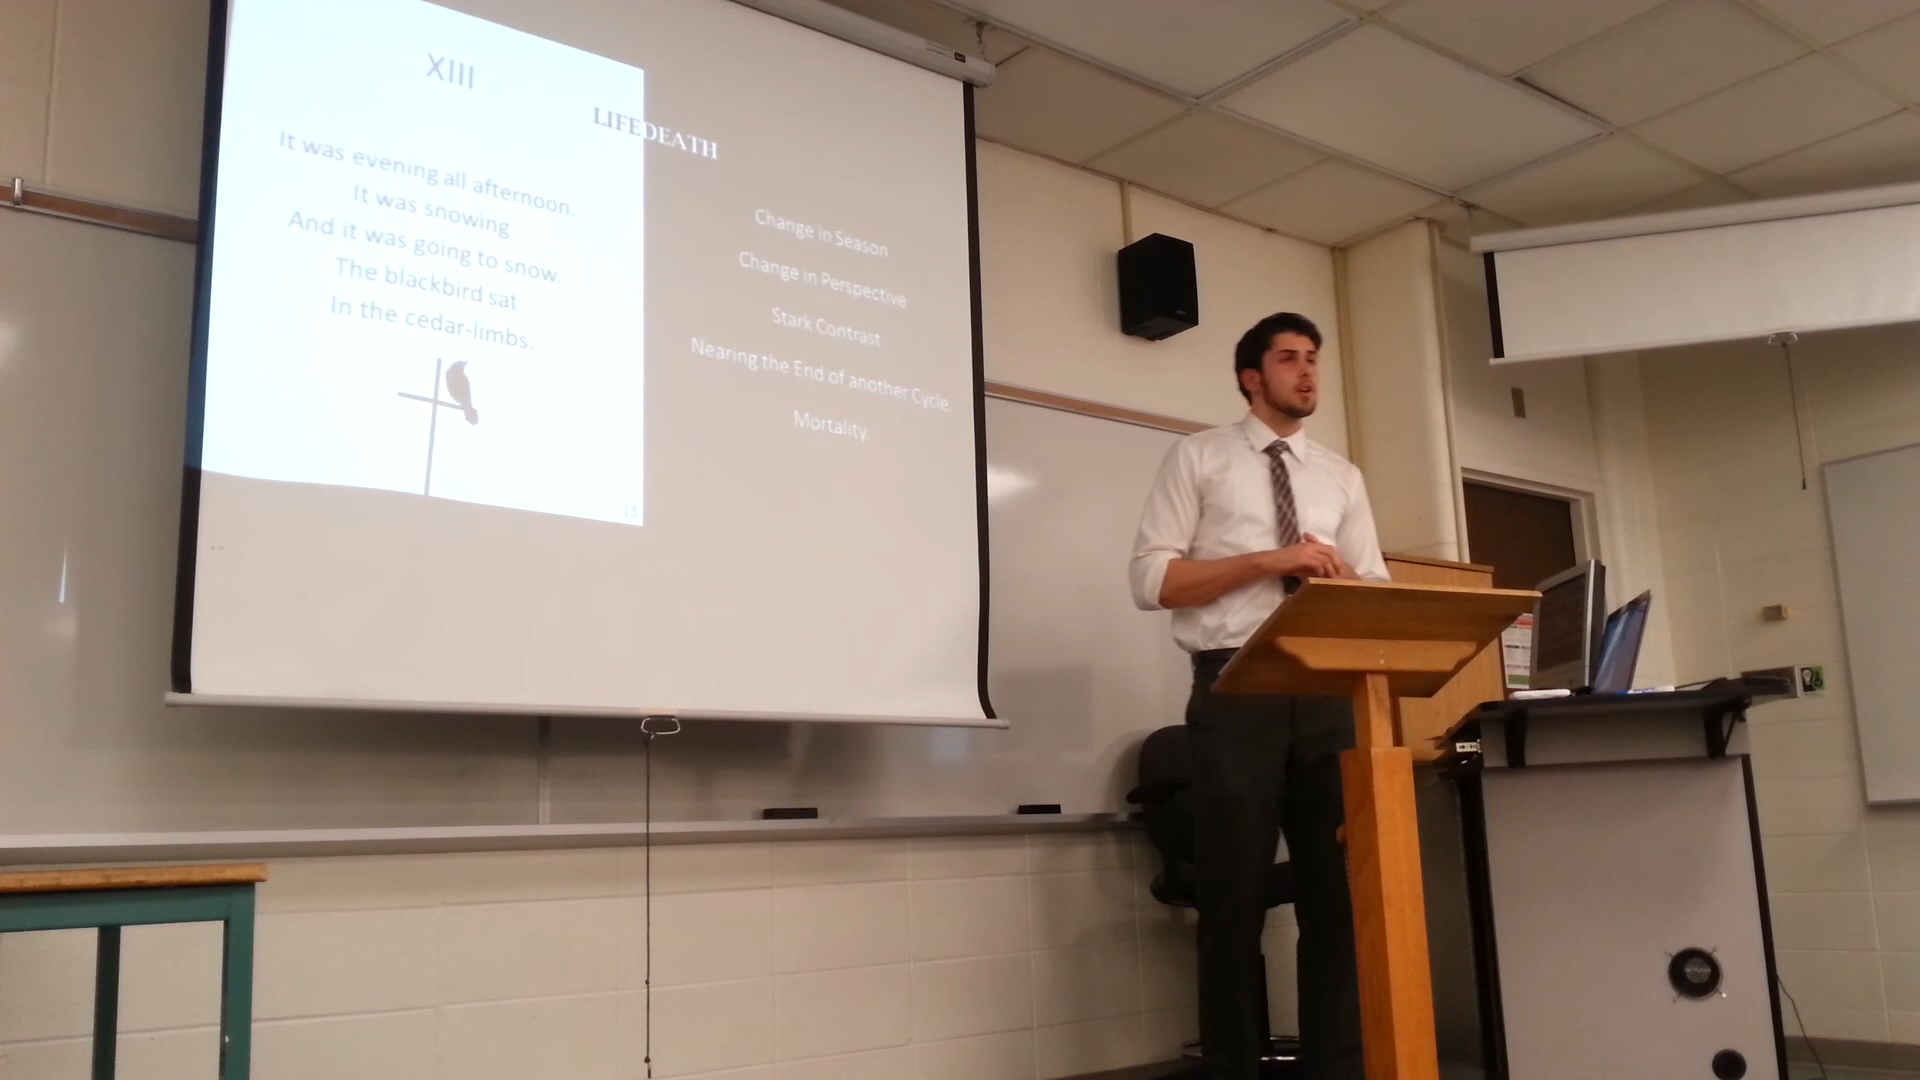 XIII
LIFEDEATH
It was evening all afternoon.
It was snowing
And it was going to snow.
The blackbird sat
In the cedar-limbs.
Change in Season
Change in Perspective
Stark Contrast
Nearing the End of another Cycle.
Mortality.
13